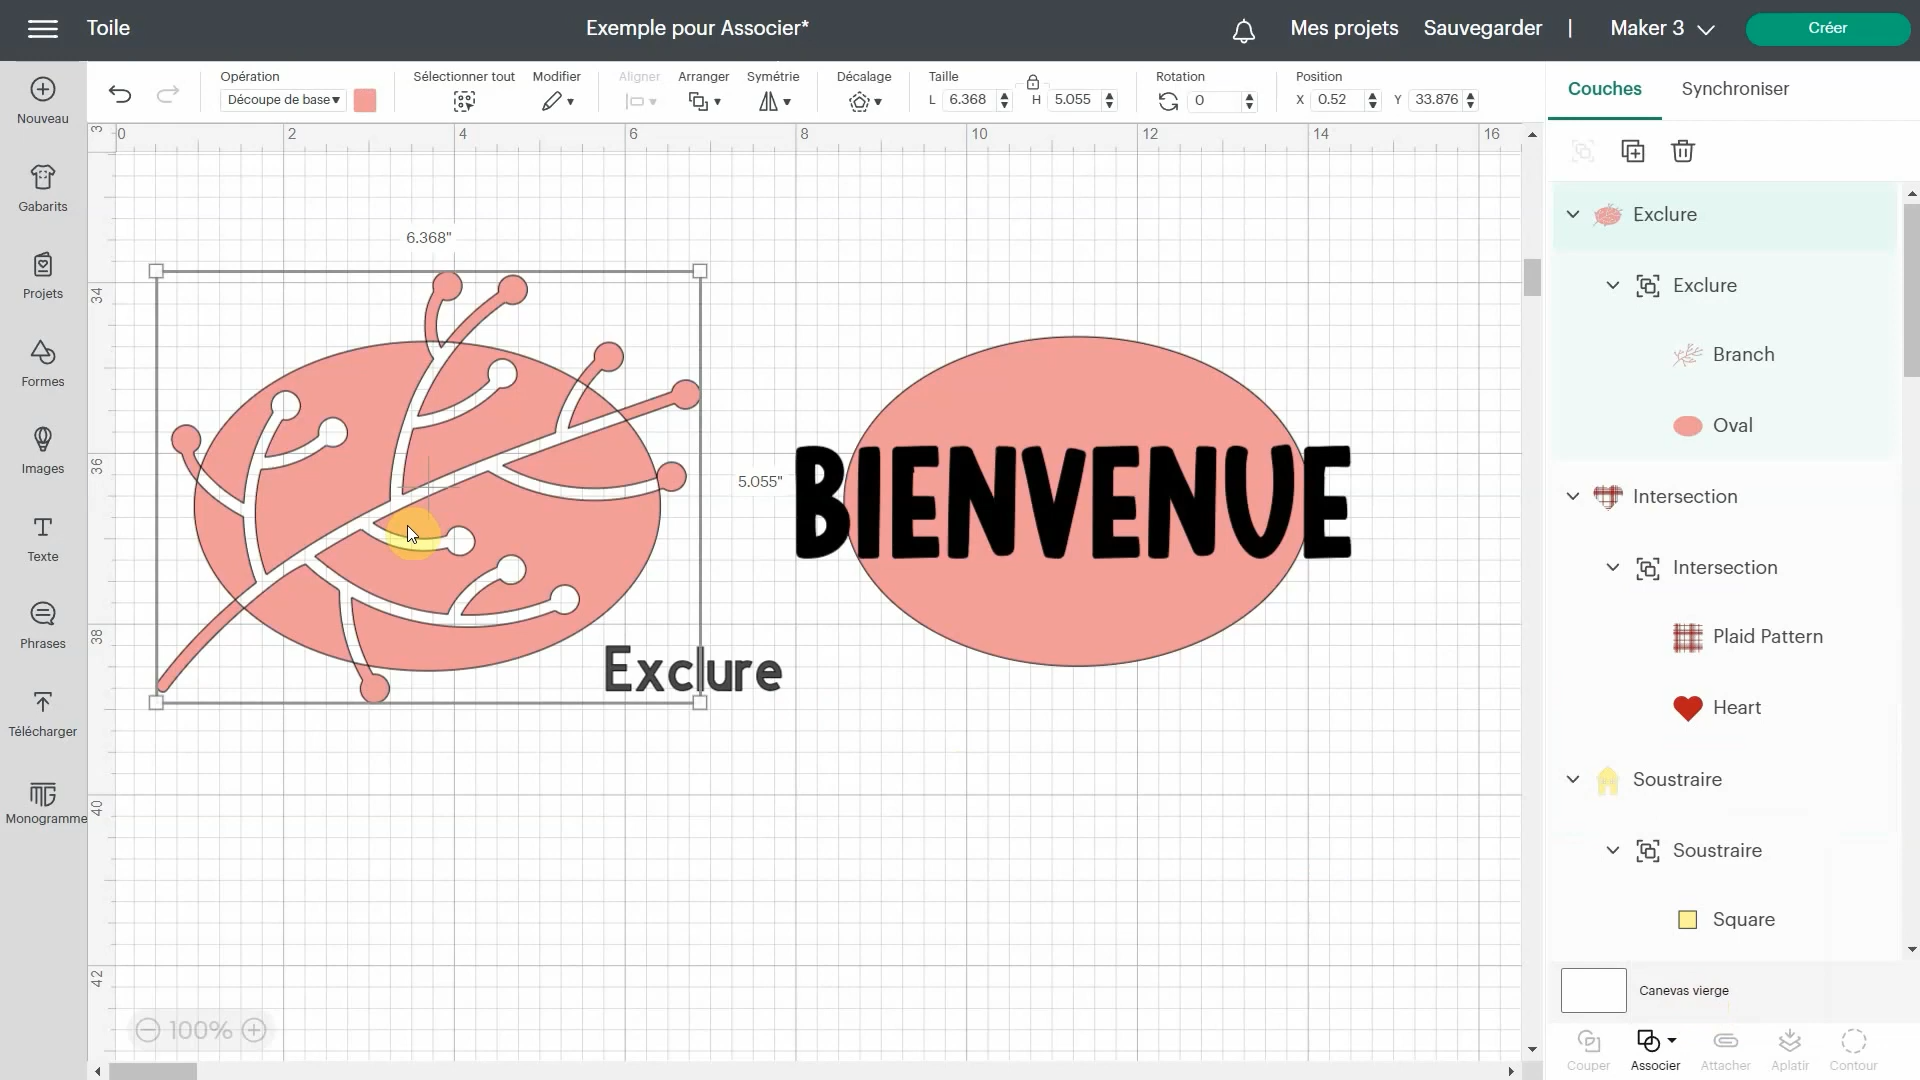 Toile
Exemple pour Associer*
Mes projets
Sauvegarder
|
Maker 3
Créer
Nouveau
Gabarits
Projets
Formes
Images
Texte
Phrases
Télécharger
Monogramme
Opération
Découpe de base
Sélectionner tout
Modifier
Aligner
Arranger
Symétrie
Décalage
Taille
L 6.368
H 5.055
Rotation
0
Position
X 0.52
Y 33.876
0 2 4 6 8 10 12 14 16
3
34
36
38
40
42
6.368"
5.055"
BIENVENUE
Exclure
100%
Couches
Synchroniser
Exclure
Exclure
Branch
Oval
Intersection
Intersection
Plaid Pattern
Heart
Soustraire
Soustraire
Square
Canevas vierge
Couper
Associer
Attacher
Aplatir
Contour